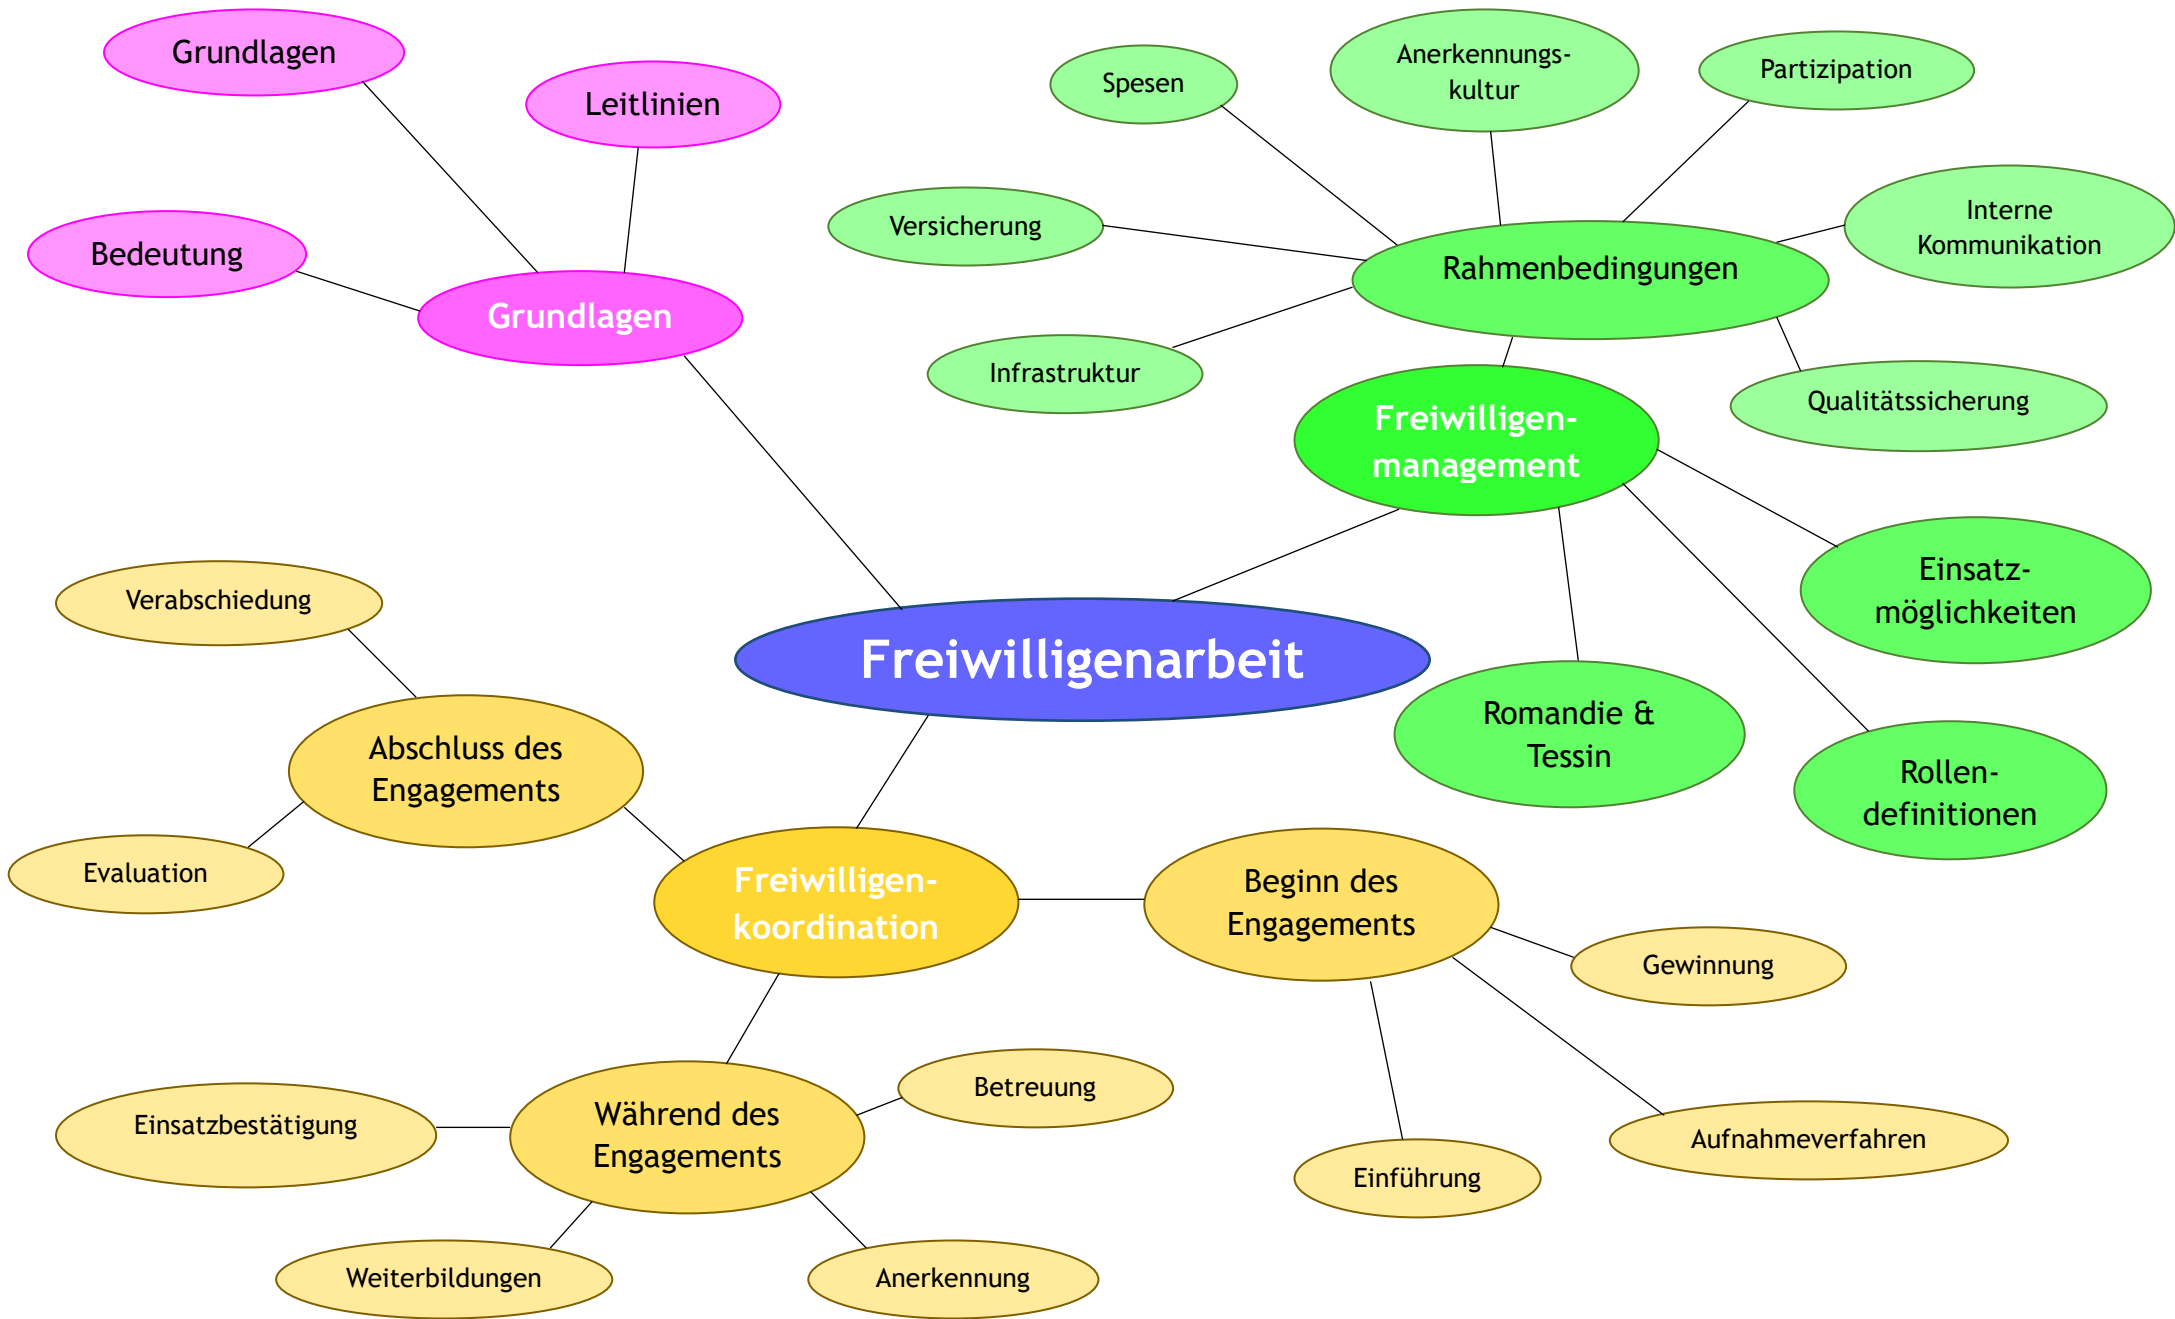 Grundlagen
Leitlinien
Bedeutung
Grundlagen
Spesen
Anerkennungs-
kultur
Partizipation
Versicherung
Interne
Kommunikation
Rahmenbedingungen
Infrastruktur
Qualitätssicherung
Freiwilligen-
management
Einsatz-
möglichkeiten
Romandie &
Tessin
Rollen-
definitionen
Freiwilligenarbeit
Verabschiedung
Abschluss des
Engagements
Evaluation
Freiwilligen-
koordination
Beginn des
Engagements
Gewinnung
Aufnahmeverfahren
Einführung
Während des
Engagements
Betreuung
Einsatzbestätigung
Weiterbildungen
Anerkennung